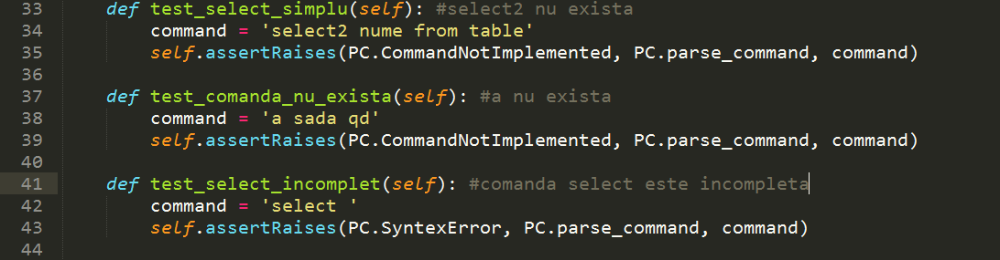 33 def test_select_simplu(self): #select2 nu exista
34 command = 'select2 nume from table'
35 self.assertRaises(PC.CommandNotImplemented, PC.parse_command, command)
36
37 def test_comanda_nu_exista(self): #a nu exista
38 command = 'a sada qd'
39 self.assertRaises(PC.CommandNotImplemented, PC.parse_command, command)
40
41 def test_select_incomplet(self): #comanda select este incompleta
42 command = 'select '
43 self.assertRaises(PC.SyntexError, PC.parse_command, command)
44